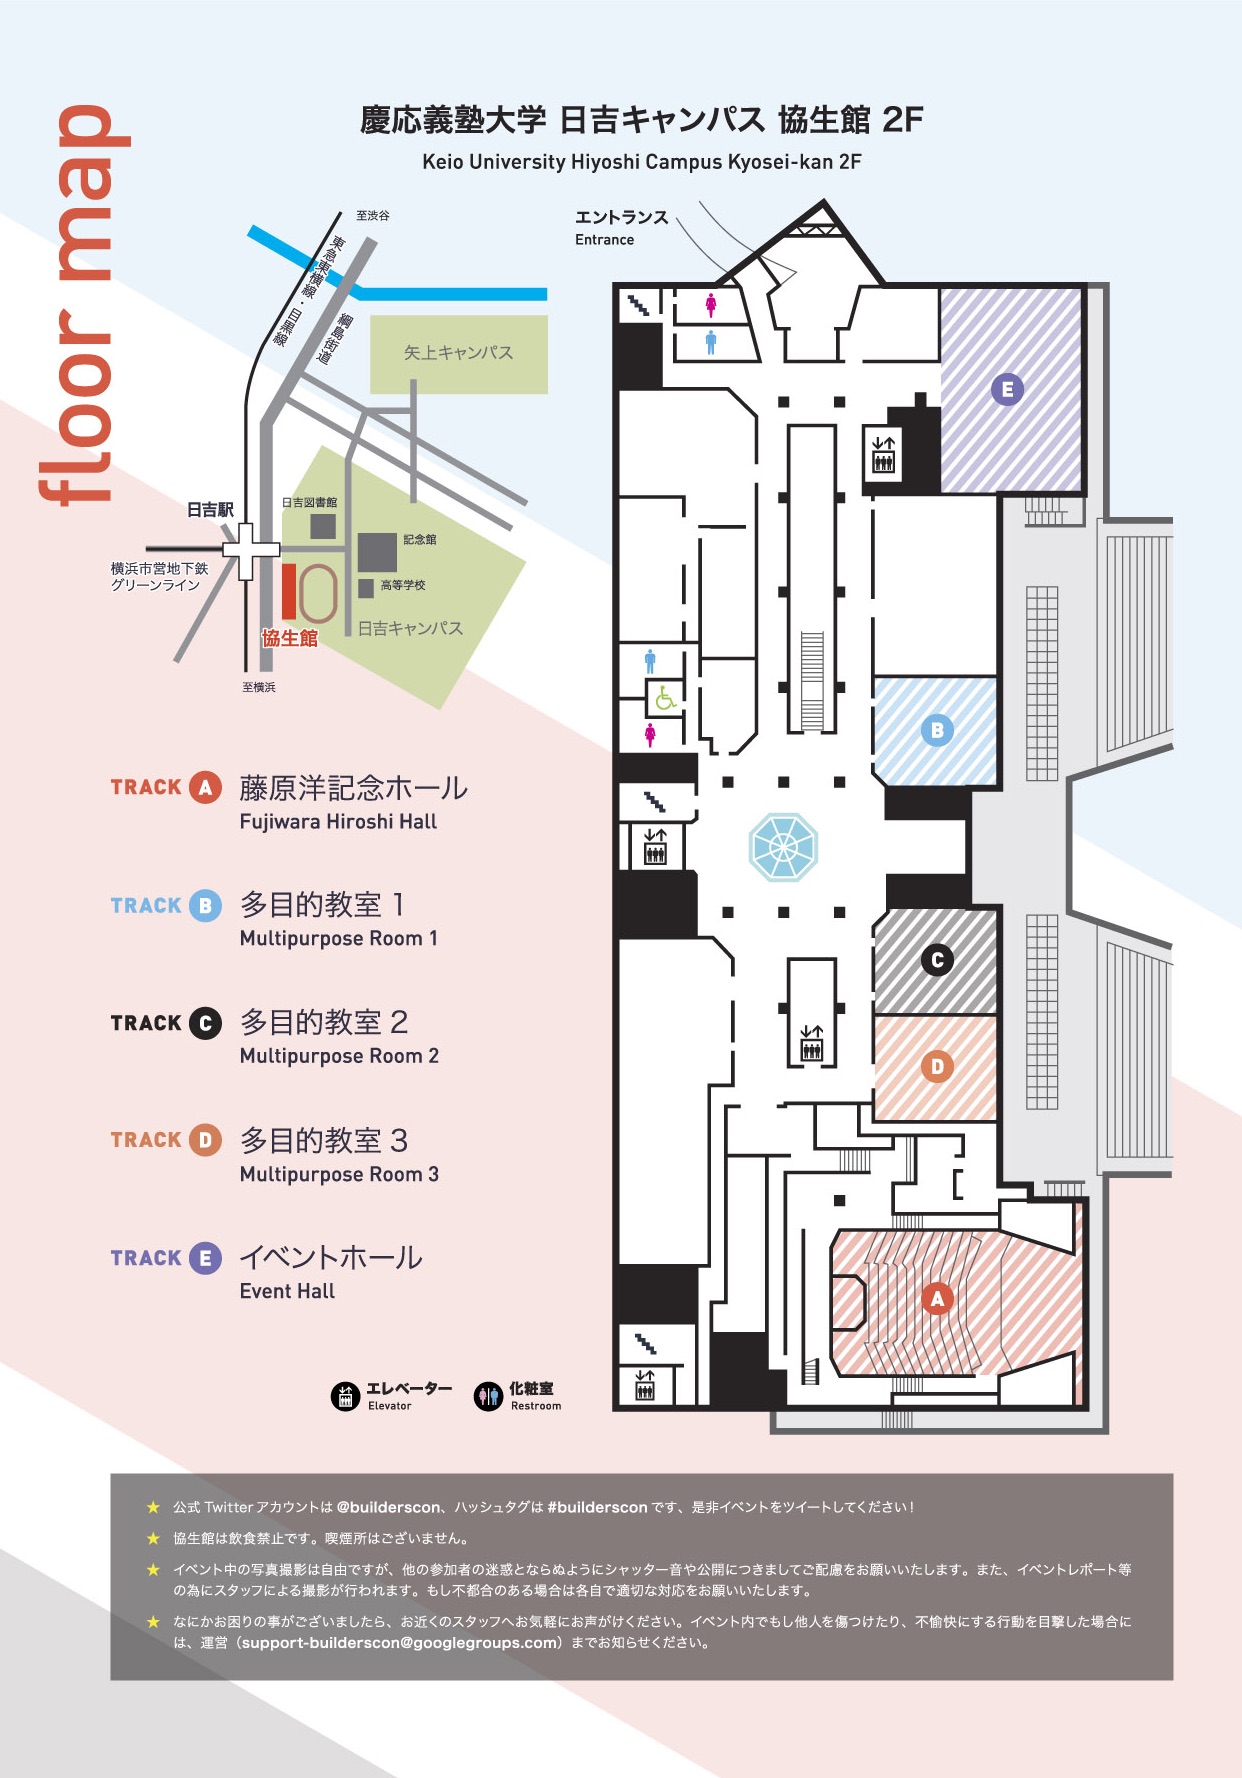 floor map
慶応義塾大学 日吉キャンパス 協生館 2F
Keio University Hiyoshi Campus Kyosei-kan 2F
至渋谷
東急東横線・目黒線
綱島街道
矢上キャンパス
日吉駅
日吉図書館
記念館
横浜市営地下鉄
グリーンライン
高等学校
協生館
日吉キャンパス
至横浜
エントランス
Entrance
E
B
C
D
A
TRACK A 藤原洋記念ホール
Fujiwara Hiroshi Hall
TRACK B 多目的教室 1
Multipurpose Room 1
TRACK C 多目的教室 2
Multipurpose Room 2
TRACK D 多目的教室 3
Multipurpose Room 3
TRACK E イベントホール
Event Hall
エレベーター
Elevator
化粧室
Restroom
★ 公式 Twitter アカウントは @builderscon、ハッシュタグは #builderscon です、是非イベントをツイートしてください!
★ 協生館は飲食禁止です。喫煙所はございません。
★ イベント中の写真撮影は自由ですが、他の参加者の迷惑とならぬようにシャッター音や公開につきましてご配慮をお願いいたします。また、イベントレポート等
の為にスタッフによる撮影が行われます。もし不都合のある場合は各自で適切な対応をお願いいたします。
★ なにかお困りの事がございましたら、お近くのスタッフへお気軽にお声がけください。イベント内でもし他人を傷つけたり、不愉快にする行動を目撃した場合に
は、運営（support-builderscon@googlegroups.com）までお知らせください。